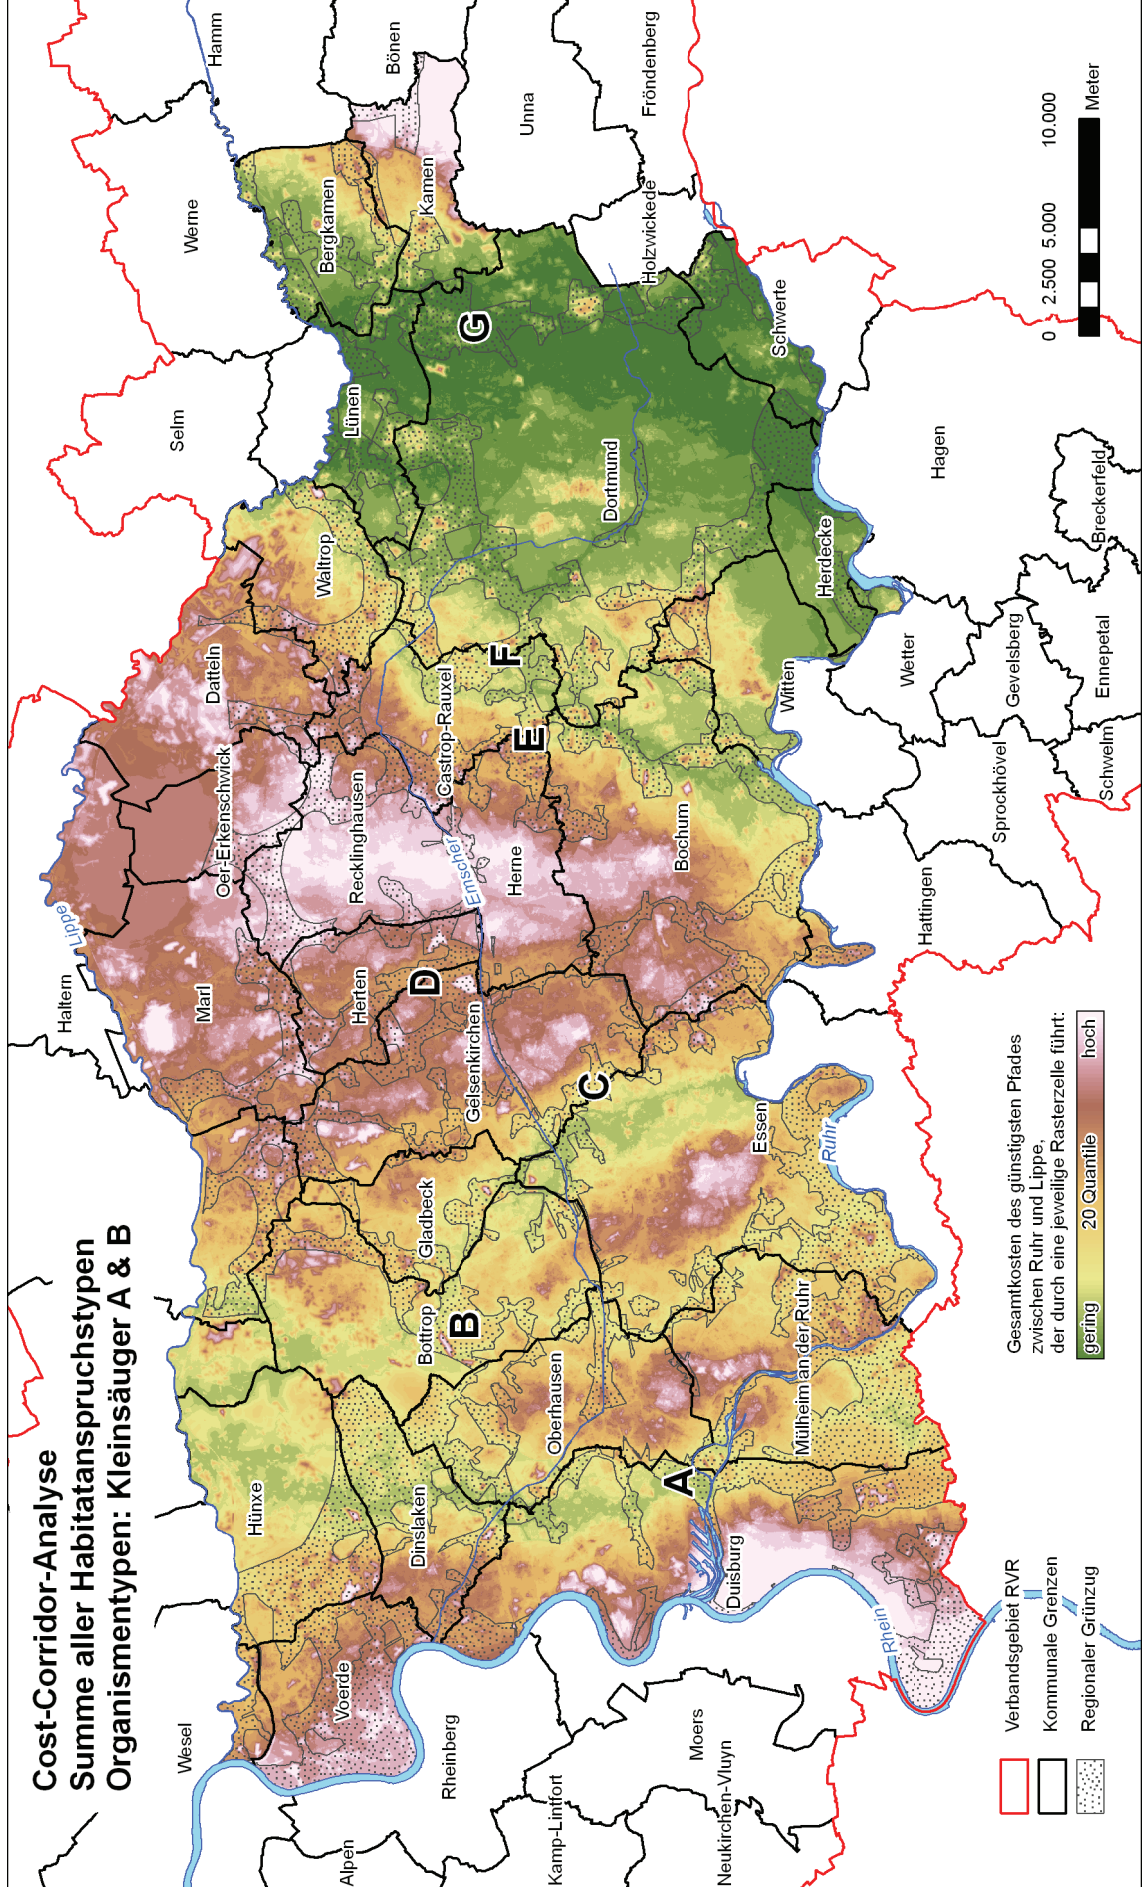 Cost-Corridor-Analyse
Summe aller Habitatanspruchstypen
Organismentypen: Kleinsäuger A & B
Haltern
Selm
Werne
Hamm
Wesel
Lippe
Hünxe
Marl
Oer-Erkenschwick
Datteln
Waltrop
Lünen
Bergkamen
Bönen
Voerde
Dinslaken
Bottrop
Gladbeck
Herten
Recklinghausen
Castrop-Rauxel
Kamen
Unna
B
D
E
F
G
Alpen
Rheinberg
Oberhausen
Gelsenkirchen
Emscher
Herne
Dortmund
Holzwickede
Fröndenberg
Kamp-Lintfort
Moers
Neukirchen-Vluyn
A
C
Duisburg
Mülheim an der Ruhr
Essen
Ruhr
Bochum
Witten
Herdecke
Schwerte
Rhein
Hattingen
Sprockhövel
Wetter
Gevelsberg
Ennepetal
Schwelm
Hagen
Breckerfeld
Verbandsgebiet RVR
Kommunale Grenzen
Regionaler Grünzug
Gesamtkosten des günstigsten Pfades
zwischen Ruhr und Lippe,
der durch eine jeweilige Rasterzelle führt:
gering 20 Quantile hoch
0 2.500 5.000 10.000
Meter